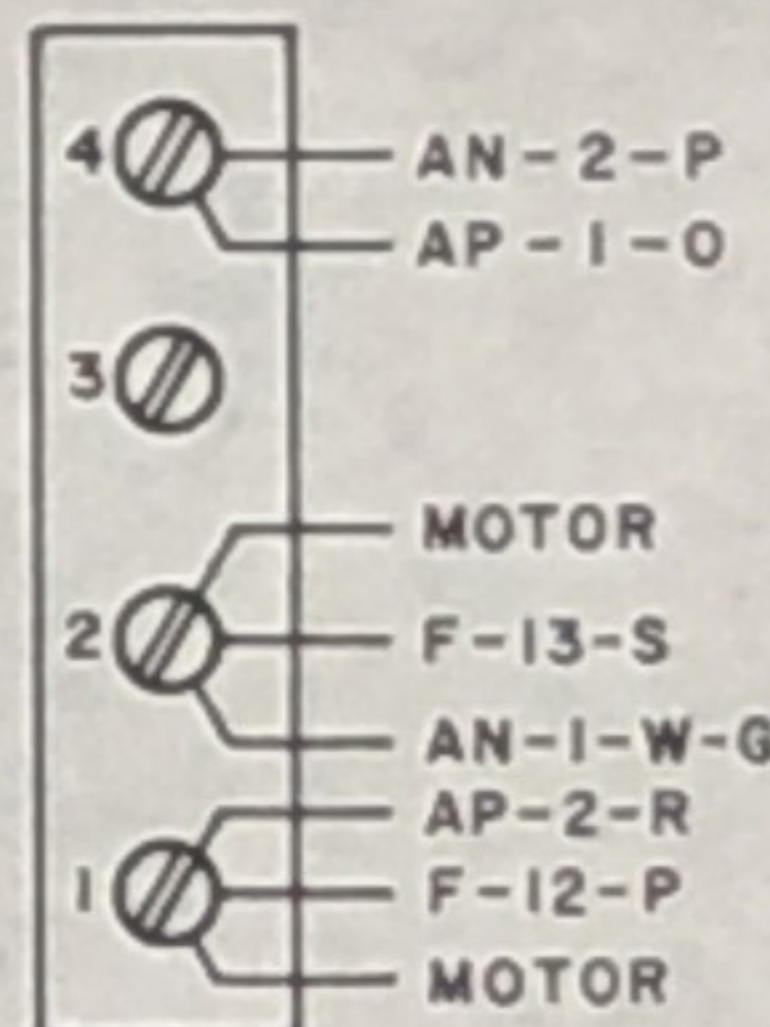 4 AN-2-P
AP-1-O
3
MOTOR
2 F-13-S
AN-1-W-G
AP-2-R
1 F-12-P
MOTOR